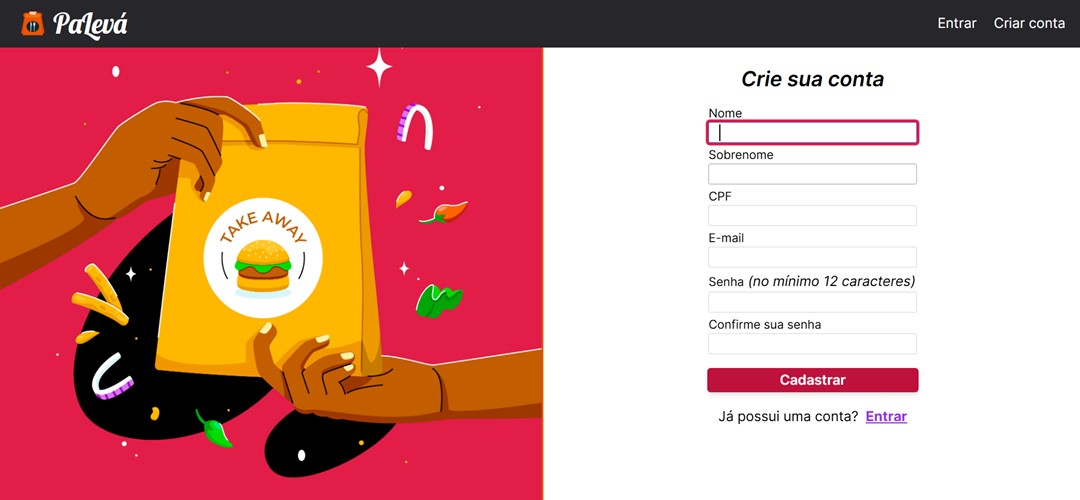 PaLevá
Entrar
Criar conta
TAKE AWAY
Crie sua conta
Nome
Sobrenome
CPF
E-mail
Senha (no mínimo 12 caracteres)
Confirme sua senha
Cadastrar
Já possui uma conta? Entrar